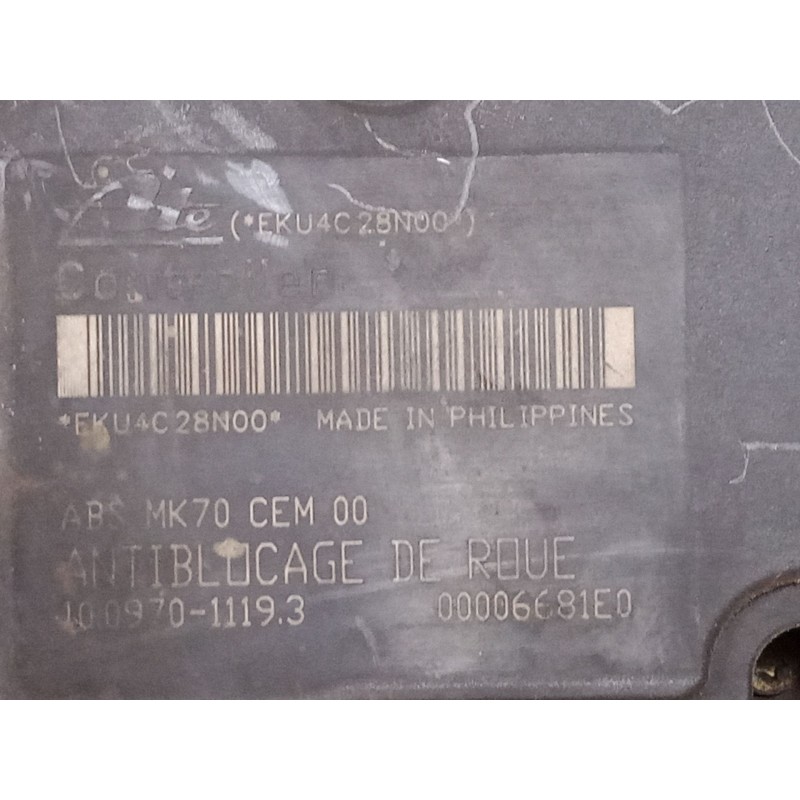 Ate (*EKU4C28N00*)
*EKU4C28N00* MADE IN PHILIPPINES
ABS MK70 CEM 00
ANTIBLOCAGE DE ROUE
10.0970-1119.3 00006681E0